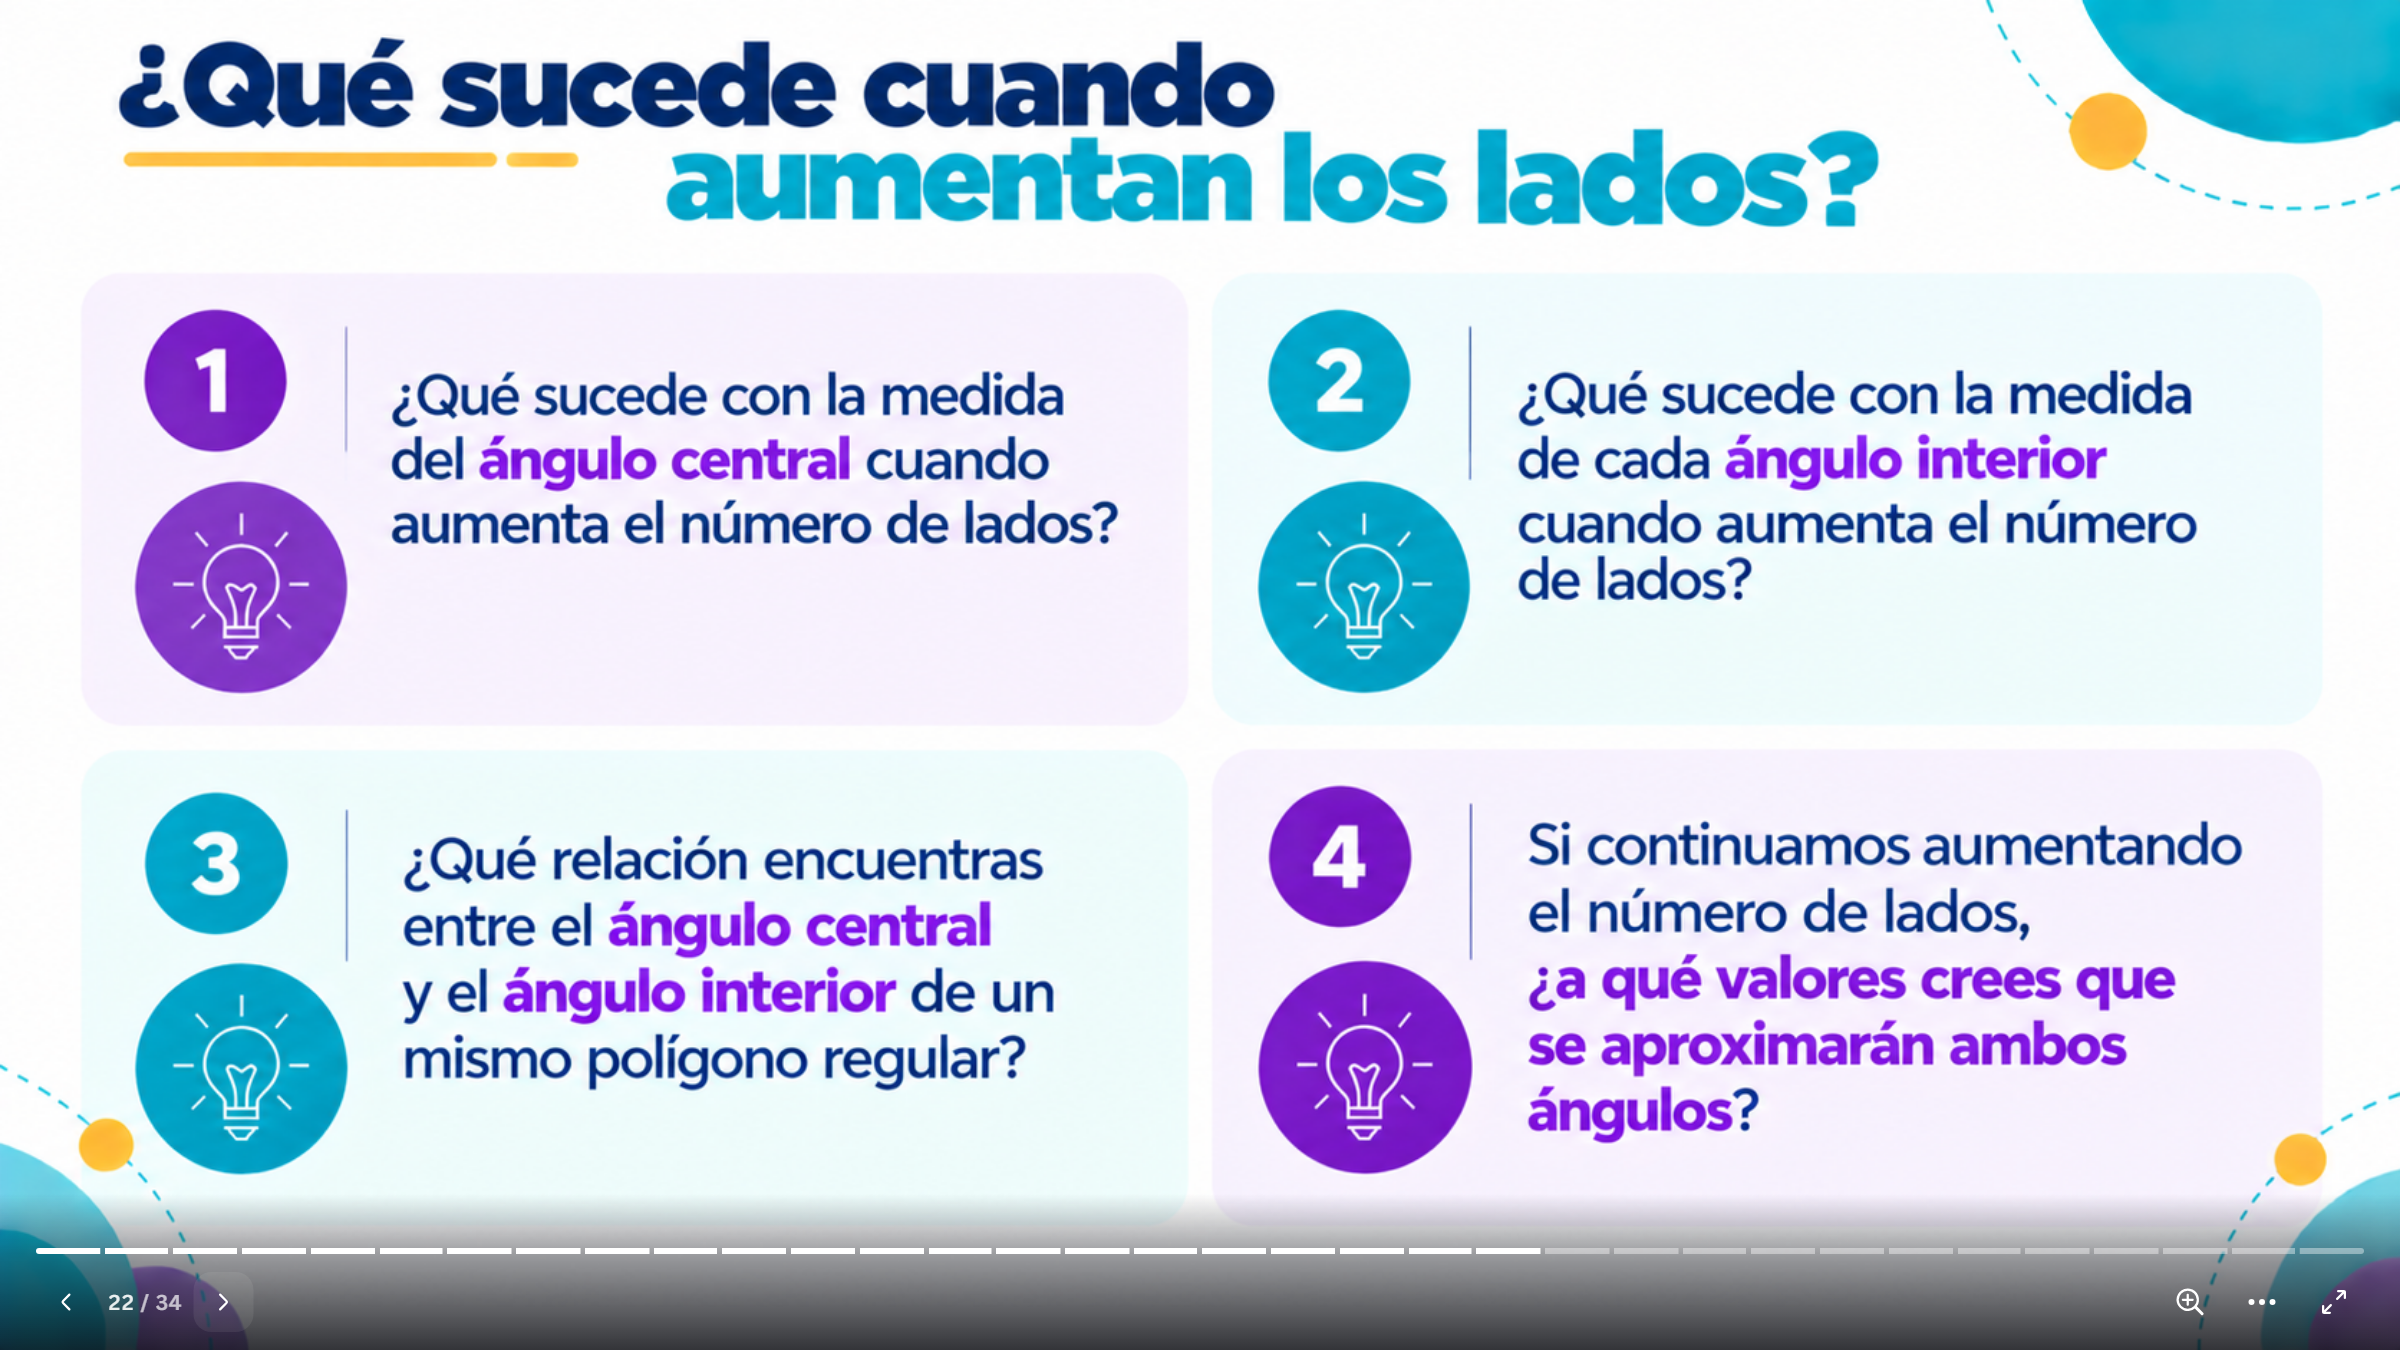 ¿Qué sucede cuando
aumentan los lados?
1
¿Qué sucede con la medida
del ángulo central cuando
aumenta el número de lados?
2
¿Qué sucede con la medida
de cada ángulo interior
cuando aumenta el número
de lados?
3
¿Qué relación encuentras
entre el ángulo central
y el ángulo interior de un
mismo polígono regular?
4
Si continuamos aumentando
el número de lados,
¿a qué valores crees que
se aproximarán ambos
ángulos?
22 / 34